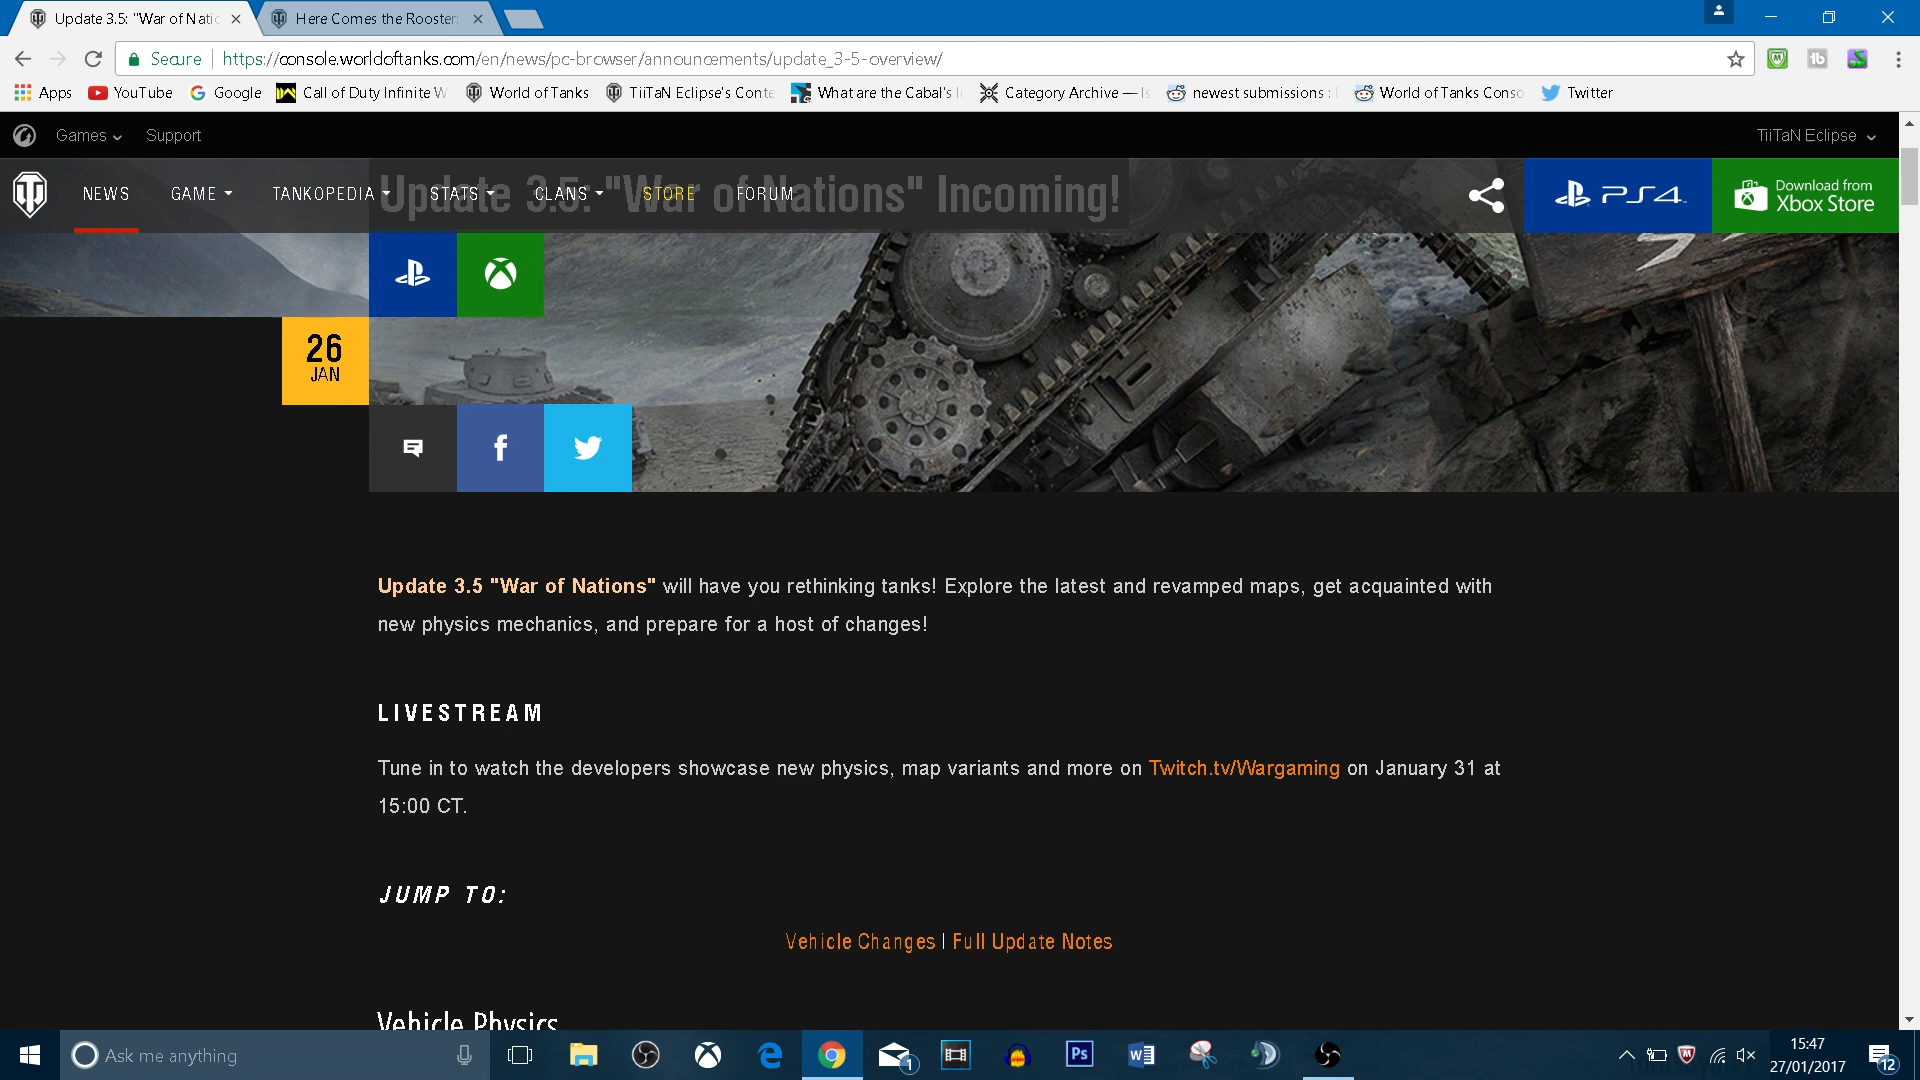 Update 3.5: "War of Natio
Here Comes the Rooster:
Secure
https://console.worldoftanks.com/en/news/pc-browser/announcements/update_3-5-overview/
Apps YouTube Google Call of Duty Infinite W World of Tanks TiiTaN Eclipse's Conte What are the Cabal's I Category Archive — Is newest submissions : World of Tanks Conso Twitter
Games Support TiiTaN Eclipse
NEWS GAME TANKOPEDIA STATS CLANS STORE FORUM
Update 3.5: "War of Nations" Incoming!
PS4
Download from
Xbox Store
26
JAN
Update 3.5 "War of Nations" will have you rethinking tanks! Explore the latest and revamped maps, get acquainted with
new physics mechanics, and prepare for a host of changes!
LIVESTREAM
Tune in to watch the developers showcase new physics, map variants and more on Twitch.tv/Wargaming on January 31 at
15:00 CT.
JUMP TO:
Vehicle Changes | Full Update Notes
Vehicle Physics
Ask me anything
1
Ps
15:47
27/01/2017
12